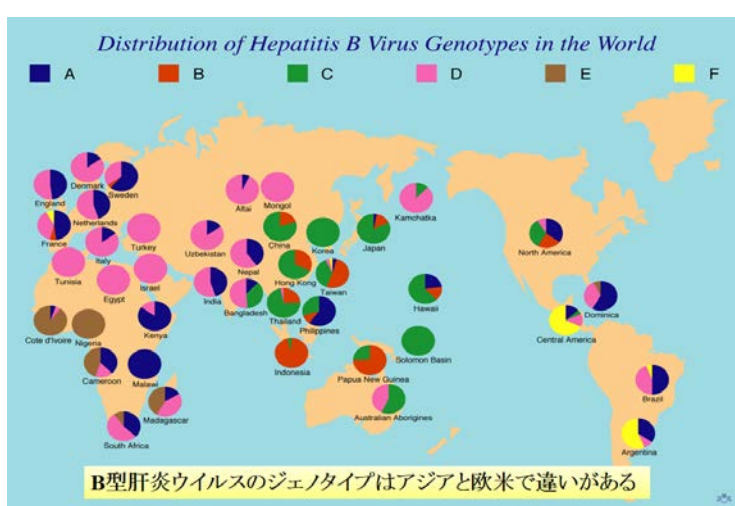 Distribution of Hepatitis B Virus Genotypes in the World
A B C D E F
Denmark
Sweden
England
Netherlands
France
Italy
Turkey
Tunisia
Egypt
Israel
Cote d'Ivoire
Nigeria
Kenya
Cameroon
Malawi
Madagascar
South Africa
Altai
Mongol
Kamchatka
Uzbekistan
China
Korea
Japan
Nepal
Hong Kong
Taiwan
India
Bangladesh
Thailand
Philippines
Hawaii
Indonesia
Papua New Guinea
Solomon Basin
Australian Aborigines
North America
Dominica
Central America
Brazil
Argentina
B型肝炎ウイルスのジェノタイプはアジアと欧米で違いがある